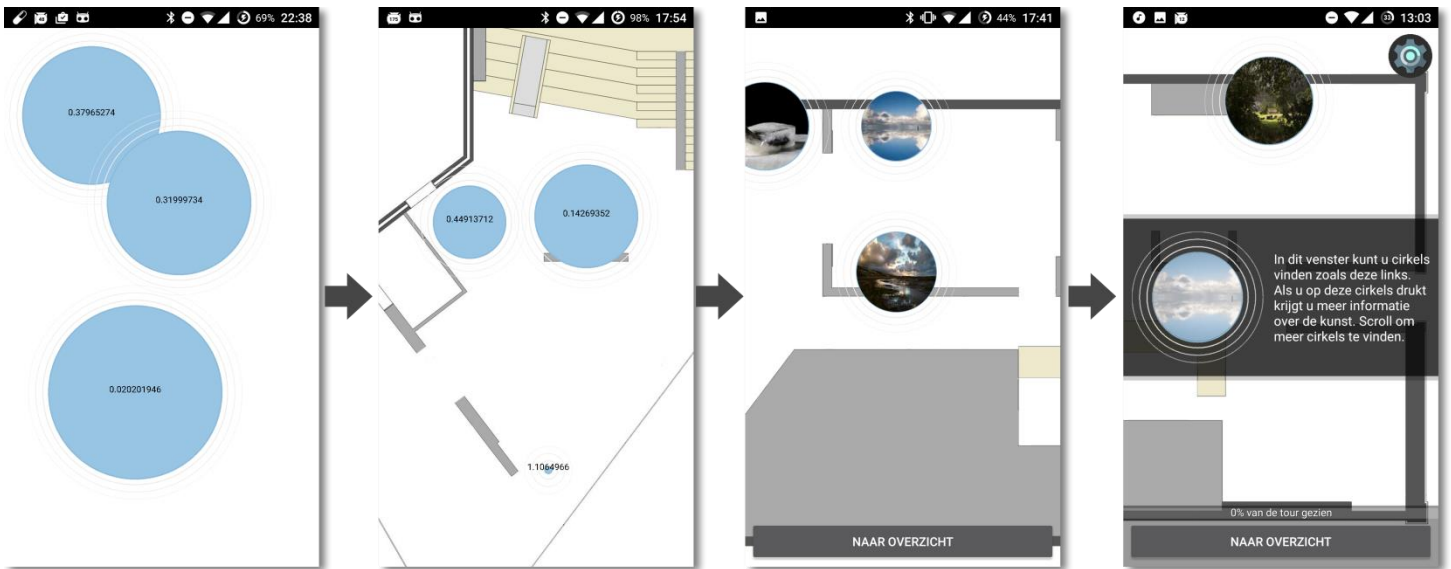 69% 22:38
0.37965274
0.31999734
0.020201946
98% 17:54
0.44913712
0.14269352
1.1064966
44% 17:41
NAAR OVERZICHT
13:03
In dit venster kunt u cirkels
vinden zoals deze links.
Als u op deze cirkels drukt
krijgt u meer informatie
over de kunst. Scroll om
meer cirkels te vinden.
0% van de tour gezien
NAAR OVERZICHT